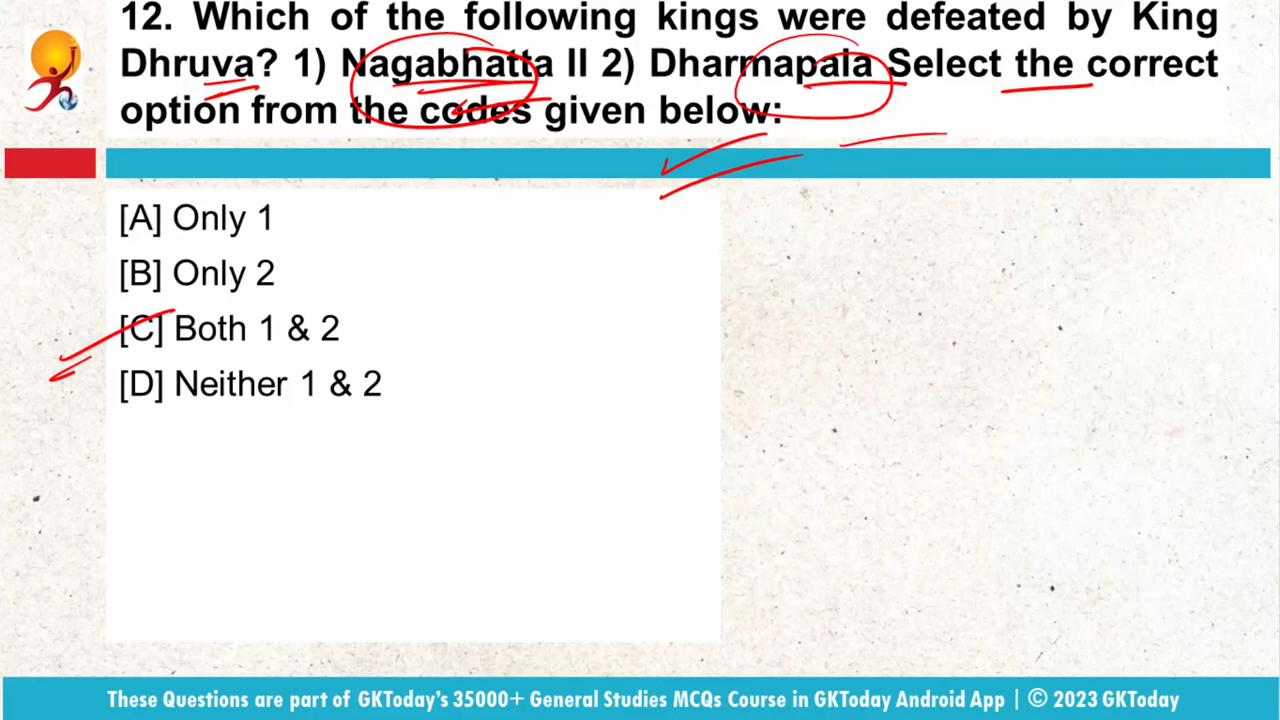 12. Which of the following kings were defeated by King
Dhruva? 1) Nagabhatta II 2) Dharmapala Select the correct
option from the codes given below:
[A] Only 1
[B] Only 2
[C] Both 1 & 2
[D] Neither 1 & 2
These Questions are part of GKToday's 35000+ General Studies MCQs Course in GKToday Android App | © 2023 GKToday